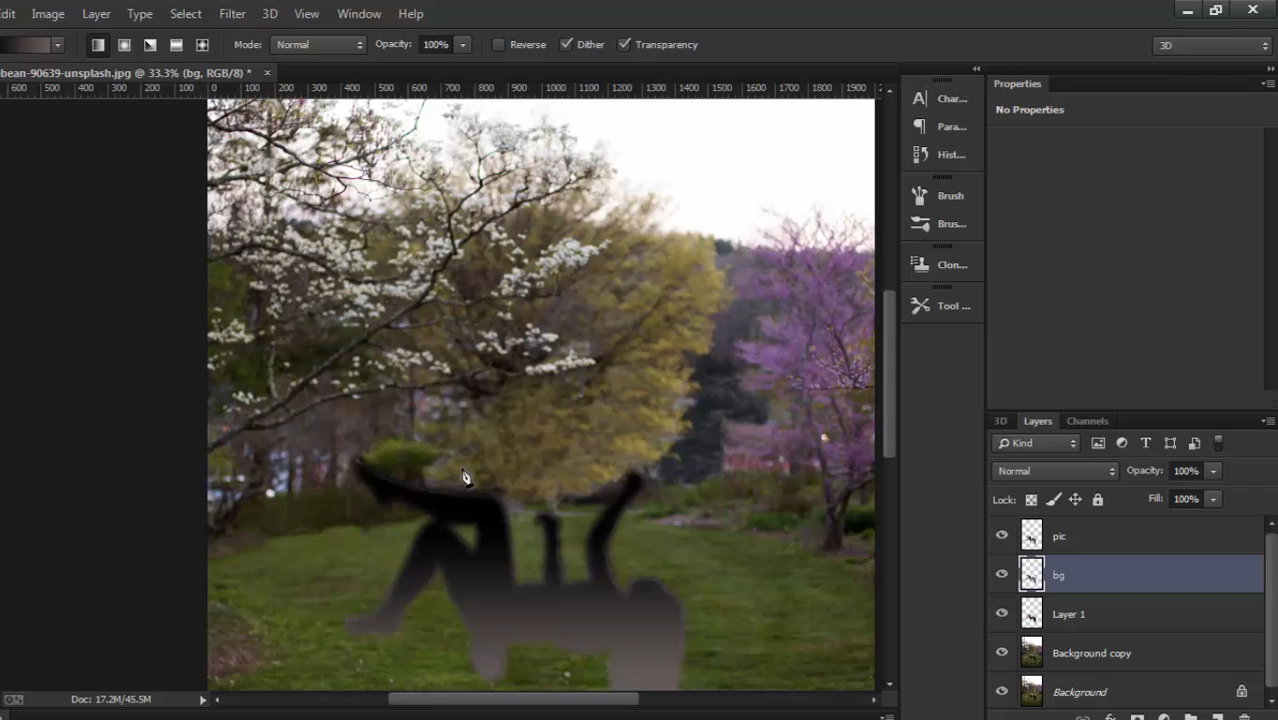 Edit Image Layer Type Select Filter 3D View Window Help
Mode: Normal Opacity: 100% Reverse Dither Transparency 3D
bean-90639-unsplash.jpg @ 33.3% (bg, RGB/8) * ×
600 500 400 300 200 100 0 100 200 300 400 500 600 700 800 900 1000 1100 1200 1300 1400 1500 1600 1700 1800 1900
Char...
Para...
Hist...
Brush
Brus...
Clon...
Tool ...
Properties
No Properties
3D Layers Channels
Kind
Normal Opacity: 100%
Lock: Fill: 100%
pic
bg
Layer 1
Background copy
Background
Doc: 17.2M/45.5M